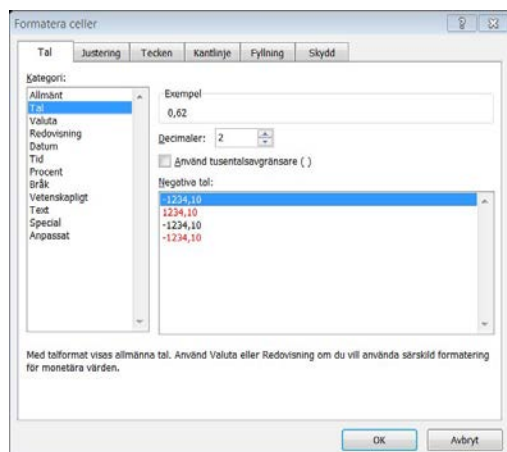 Formatera celler
Tal Justering Tecken Kantlinje Fyllning Skydd
Kategori:
Allmänt
Tal
Valuta
Redovisning
Datum
Tid
Procent
Bråk
Vetenskapligt
Text
Special
Anpassat
Exempel
0,62
Decimaler: 2
Använd tusentalsavgränsare ( )
Negativa tal:
-1234,10
1234,10
-1234,10
-1234,10
Med talformat visas allmänna tal. Använd Valuta eller Redovisning om du vill använda särskild formatering
för monetära värden.
OK Avbryt